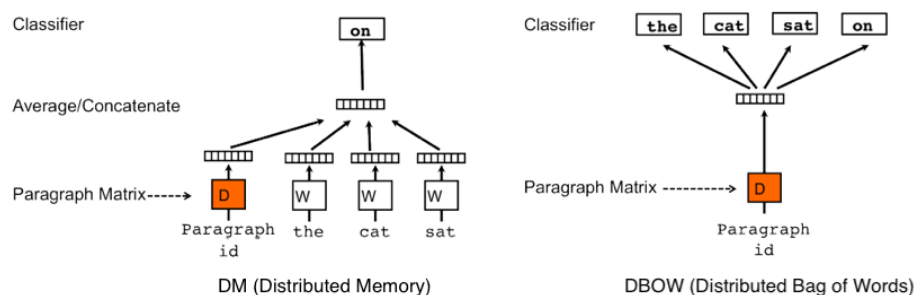 Classifier
on
Average/Concatenate
Paragraph Matrix
D
W
W
W
Paragraph
id
the
cat
sat
DM (Distributed Memory)
Classifier
the
cat
sat
on
Paragraph Matrix
D
Paragraph
id
DBOW (Distributed Bag of Words)